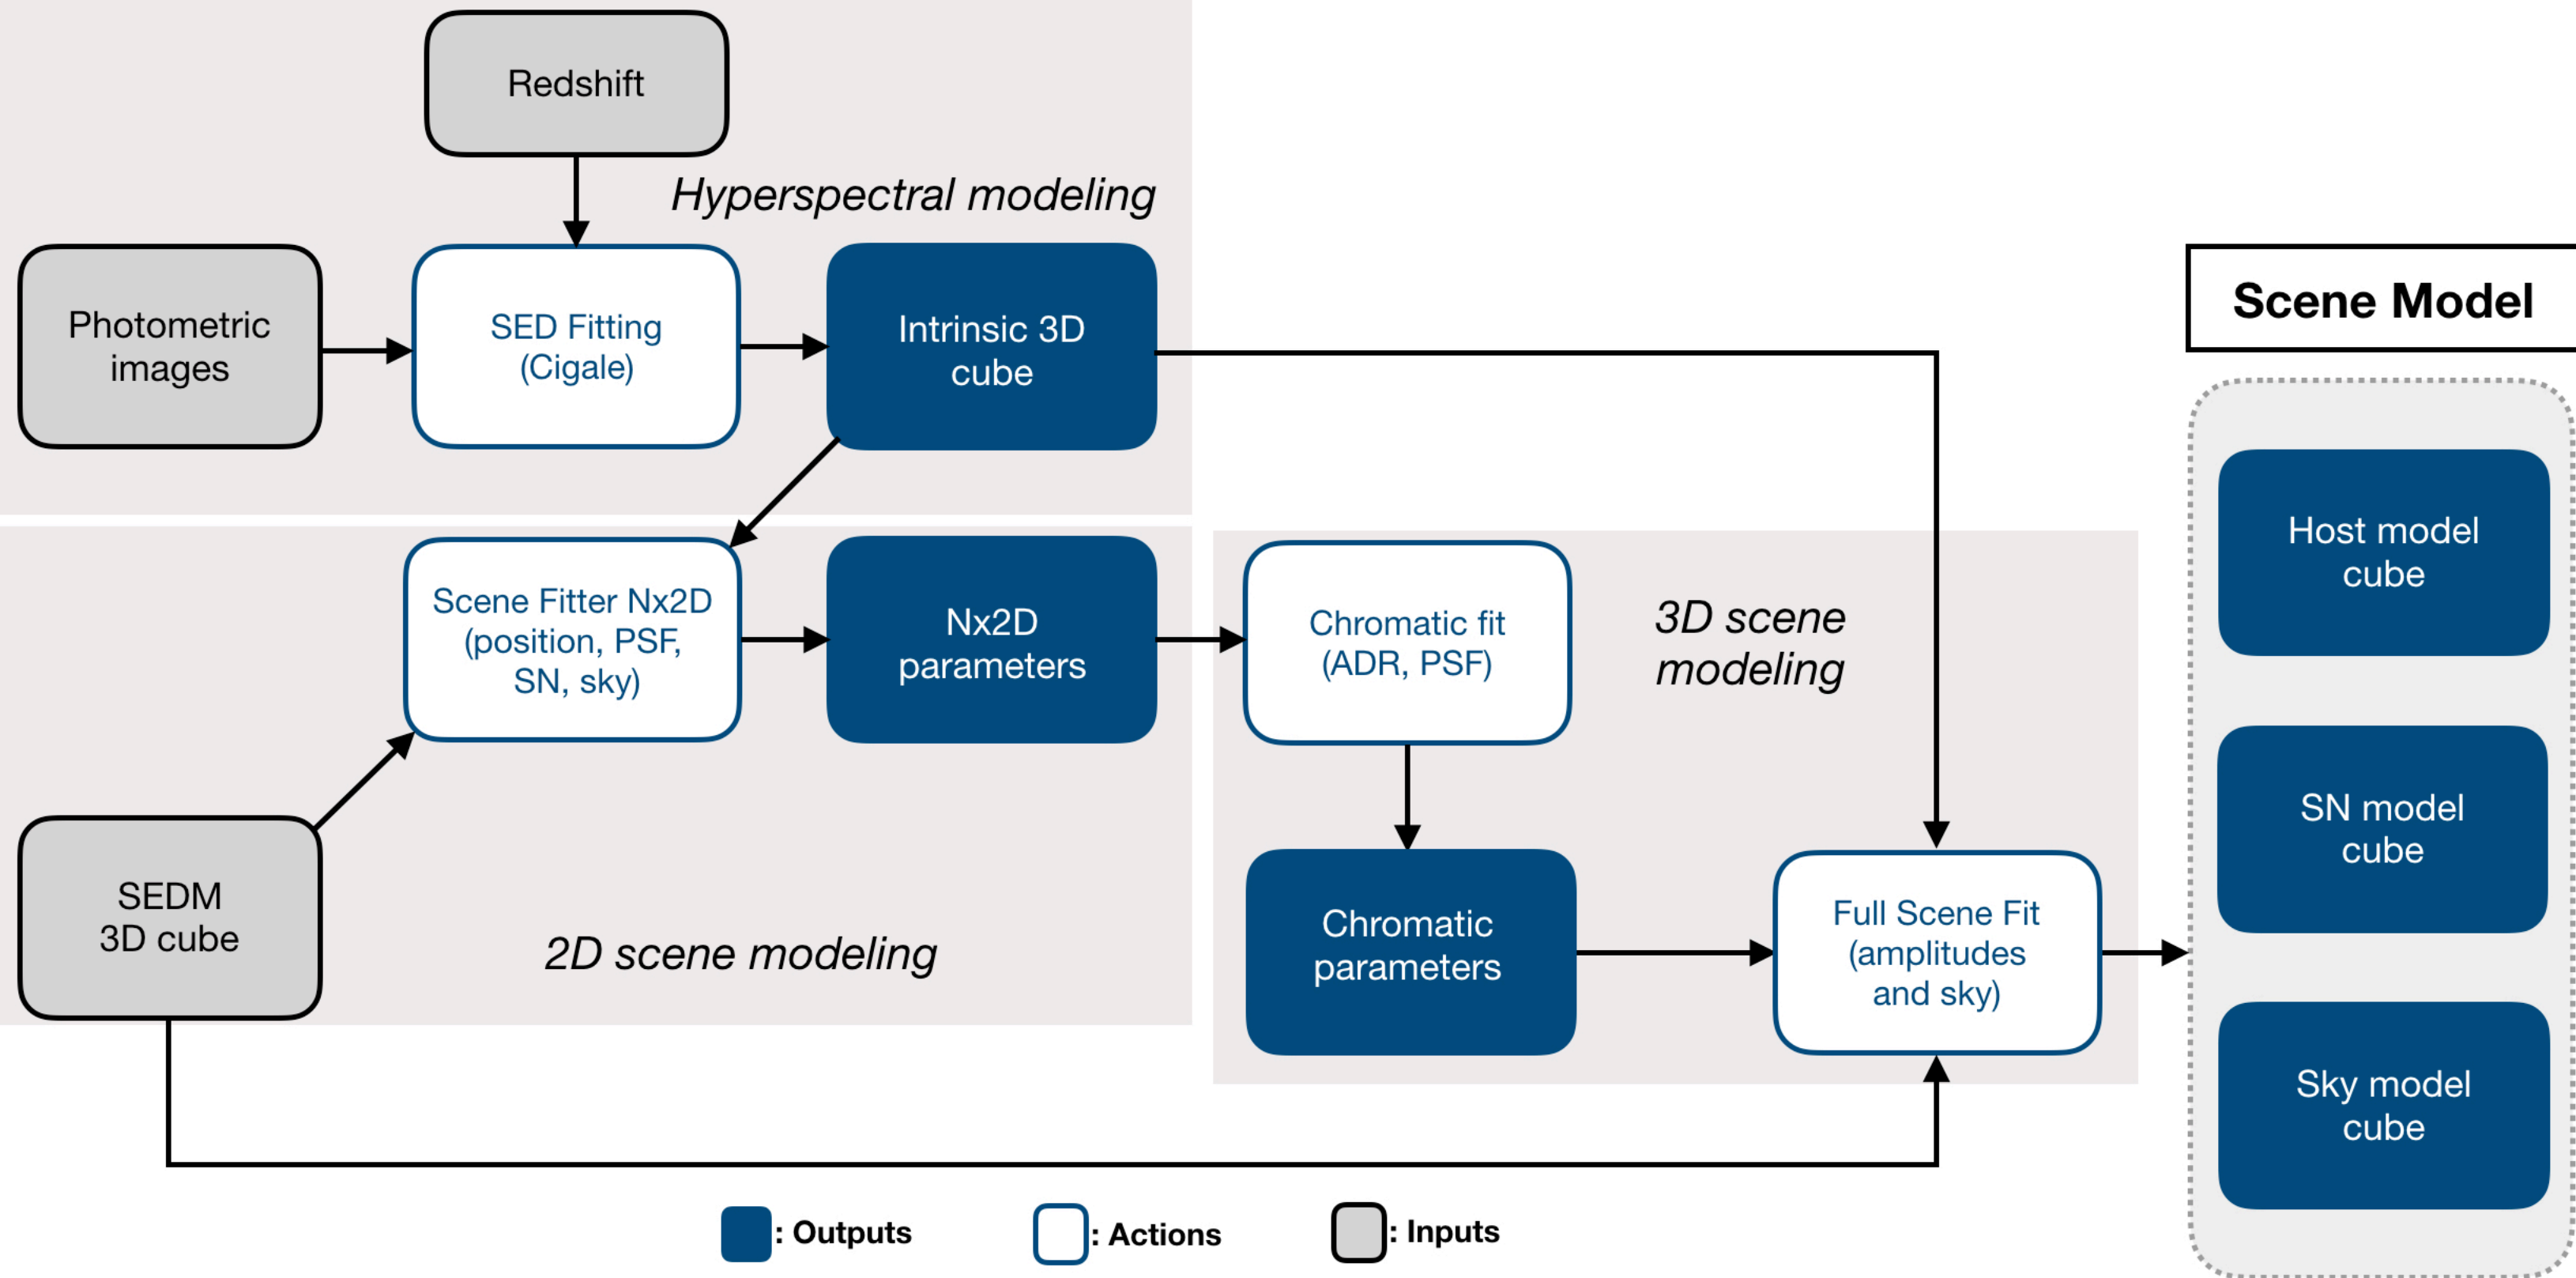 Redshift
Hyperspectral modeling
Photometric
images
SED Fitting
(Cigale)
Intrinsic 3D
cube
Scene Model
Scene Fitter Nx2D
(position, PSF,
SN, sky)
Nx2D
parameters
Chromatic fit
(ADR, PSF)
3D scene
modeling
Host model
cube
SEDM
3D cube
2D scene modeling
Chromatic
parameters
Full Scene Fit
(amplitudes
and sky)
SN model
cube
Sky model
cube
: Outputs
: Actions
: Inputs